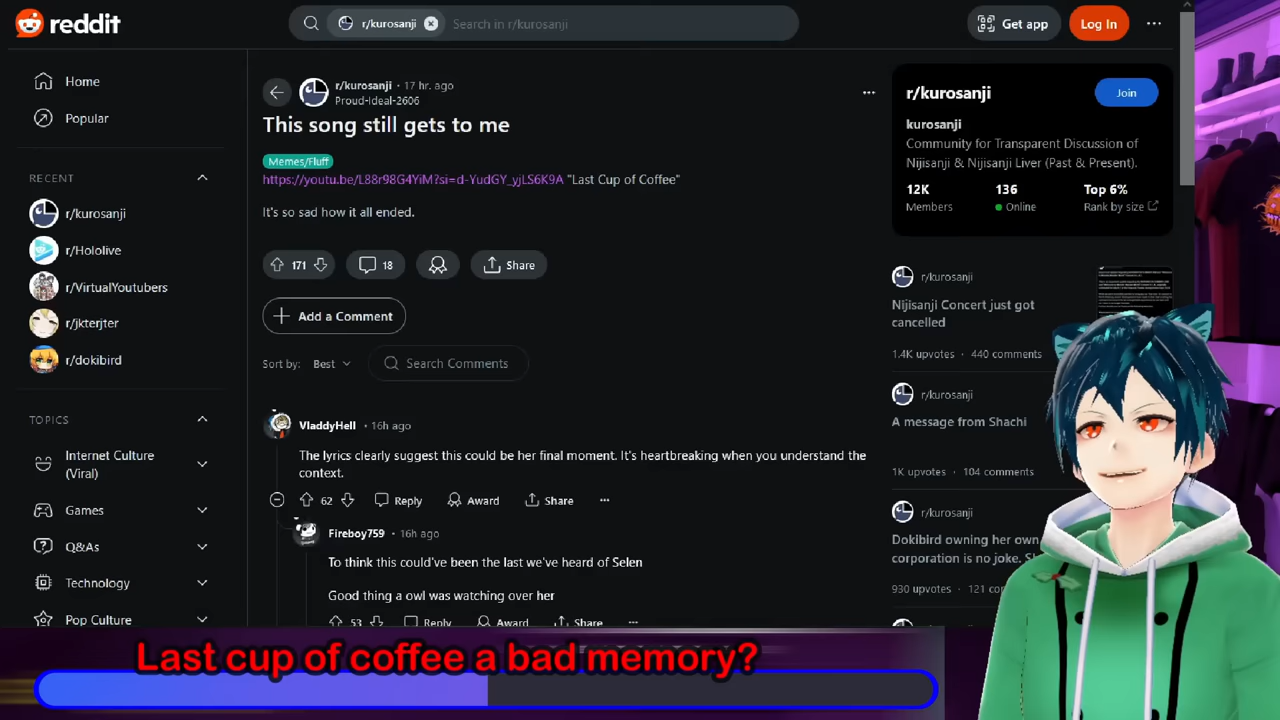 reddit
r/kurosanji
Search in r/kurosanji
Get app
Log In
Home
Popular
RECENT
r/kurosanji
r/Hololive
r/VirtualYoutubers
r/jkterjter
r/dokibird
TOPICS
Internet Culture
(Viral)
Games
Q&As
Technology
Pop Culture
r/kurosanji • 17 hr. ago
Proud-Ideal-2606
This song still gets to me
Memes/Fluff
https://youtu.be/L88r98G4YiM?si=d-YudGY_yjLS6K9A "Last Cup of Coffee"
It's so sad how it all ended.
171
18
Share
Add a Comment
Sort by: Best
Search Comments
VladdyHell • 16h ago
The lyrics clearly suggest this could be her final moment. It's heartbreaking when you understand the
context.
62 Reply Award Share
Fireboy759 • 16h ago
To think this could've been the last we've heard of Selen
Good thing a owl was watching over her
53 Reply Award Share
r/kurosanji
Join
kurosanji
Community for Transparent Discussion of
Nijisanji & Nijisanji Liver (Past & Present).
12K 136 Top 6%
Members Online Rank by size
r/kurosanji
Nijisanji Concert just got
cancelled
1.4K upvotes • 440 comments
r/kurosanji
A message from Shachi
1K upvotes • 104 comments
r/kurosanji
Dokibird owning her own
corporation is no joke.
930 upvotes • 121
Last cup of coffee a bad memory?